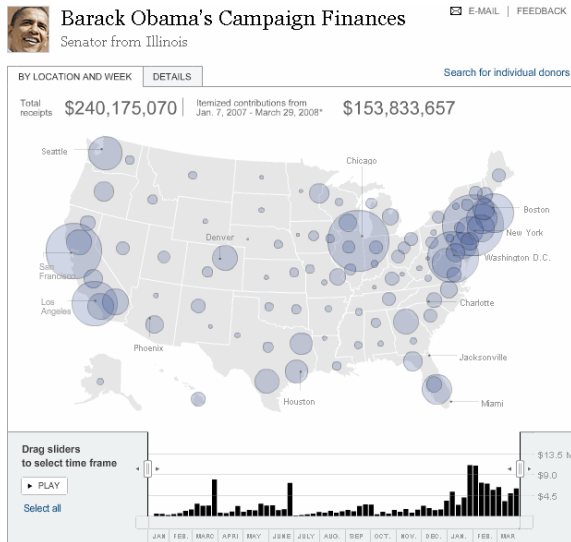 Barack Obama's Campaign Finances
Senator from Illinois
E-MAIL | FEEDBACK
BY LOCATION AND WEEK
DETAILS
Search for individual donors
Total receipts $240,175,070
Itemized contributions from Jan. 7, 2007 - March 29, 2008* $153,833,657
Seattle
Chicago
Boston
New York
Denver
Washington D.C.
San Francisco
Los Angeles
Charlotte
Phoenix
Jacksonville
Houston
Miami
Drag sliders
to select time frame
PLAY
Select all
$13.5 M
$9.0
$4.5
JAN FEB. MARC APRI MAY JUNE JULY AUG. SEP OCT. NOV. DEC. JAN. FEB. MAR